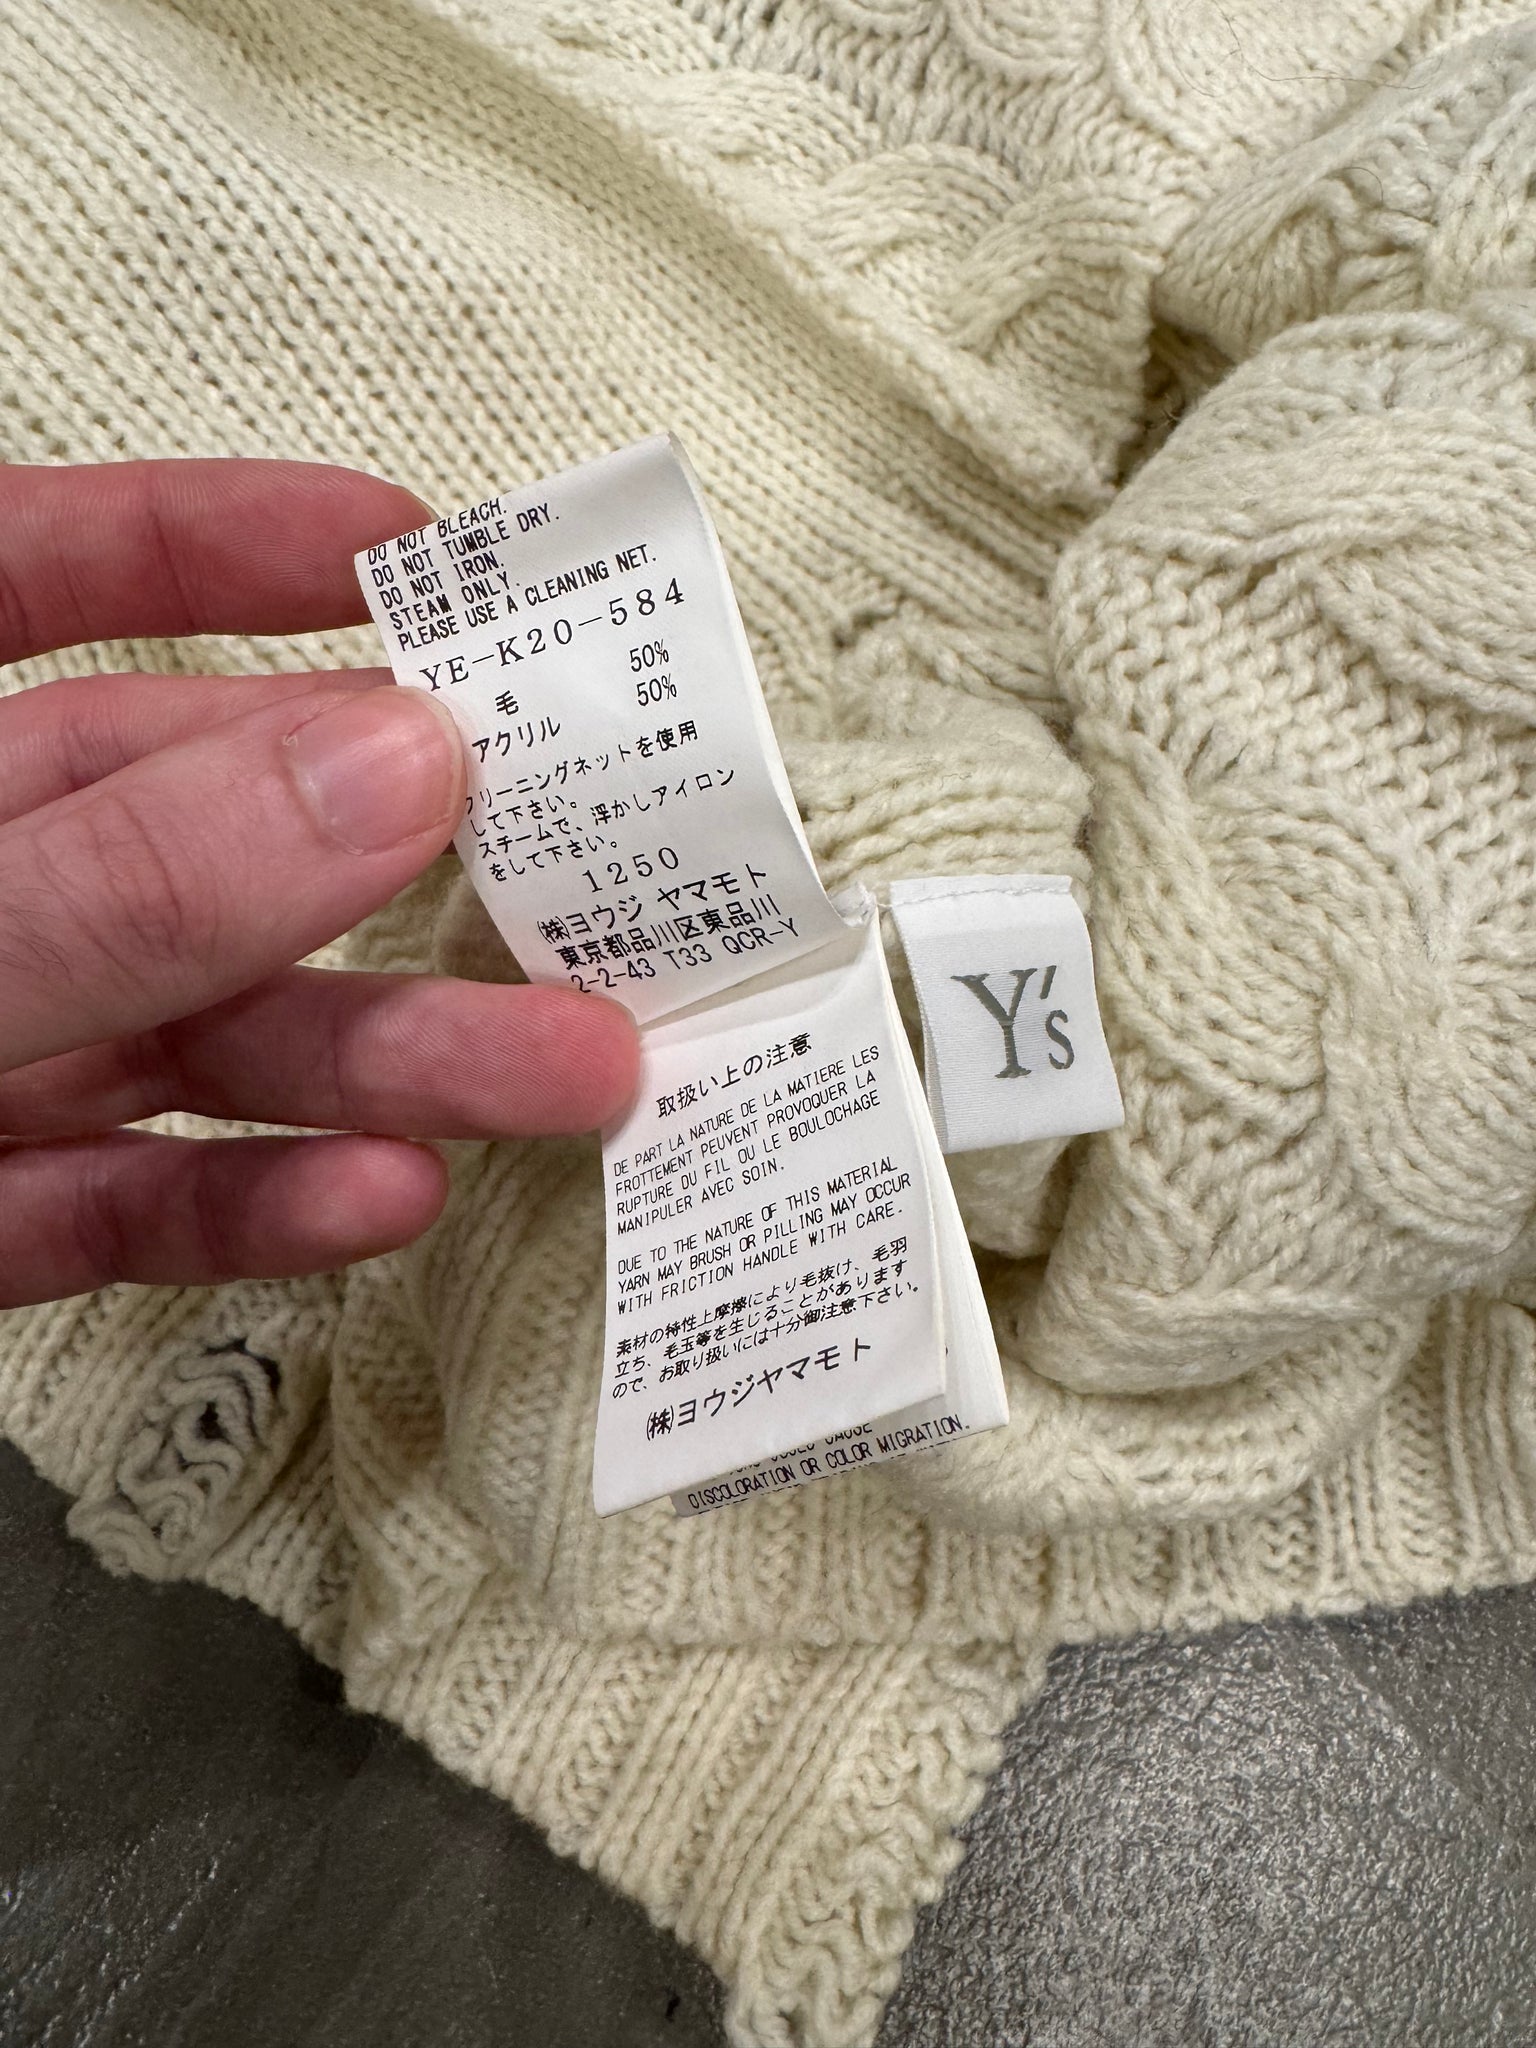 DO NOT BLEACH.
DO NOT TUMBLE DRY.
DO NOT IRON.
STEAM ONLY.
PLEASE USE A CLEANING NET.
YE-K20-584
毛 50%
アクリル 50%
クリーニングネットを使用
して下さい。
スチームで、浮かしアイロン
をして下さい。
1250
㈱ヨウジ ヤマモト
東京都品川区東品川
2-2-43 T33 QCR-Y
Y's
取扱い上の注意
DE PART LA NATURE DE LA MATIERE LES
FROTTEMENT PEUVENT PROVOQUER LA
RUPTURE DU FIL OU LE BOULOCHAGE
MANIPULER AVEC SOIN.
DUE TO THE NATURE OF THIS MATERIAL
YARN MAY BRUSH OR PILLING MAY OCCUR
WITH FRICTION HANDLE WITH CARE.
素材の特性上摩擦により毛抜け、毛羽
立ち、毛玉等を生じることがあります
ので、お取り扱いには十分御注意下さい。
㈱ヨウジヤマモト
DISCOLORATION OR COLOR MIGRATION.